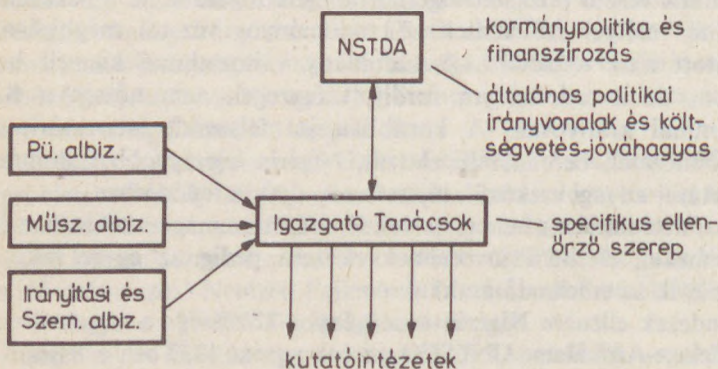 NSTDA
kormánypolitika és
finanszírozás
általános politikai
irányvonalak és költ-
ségvetés-jóváhagyás
Pü. albiz.
Műsz. albiz.
Irányítási és
Szem. albiz.
Igazgató Tanácsok
specifikus ellen-
őrző szerep
kutatóintézetek